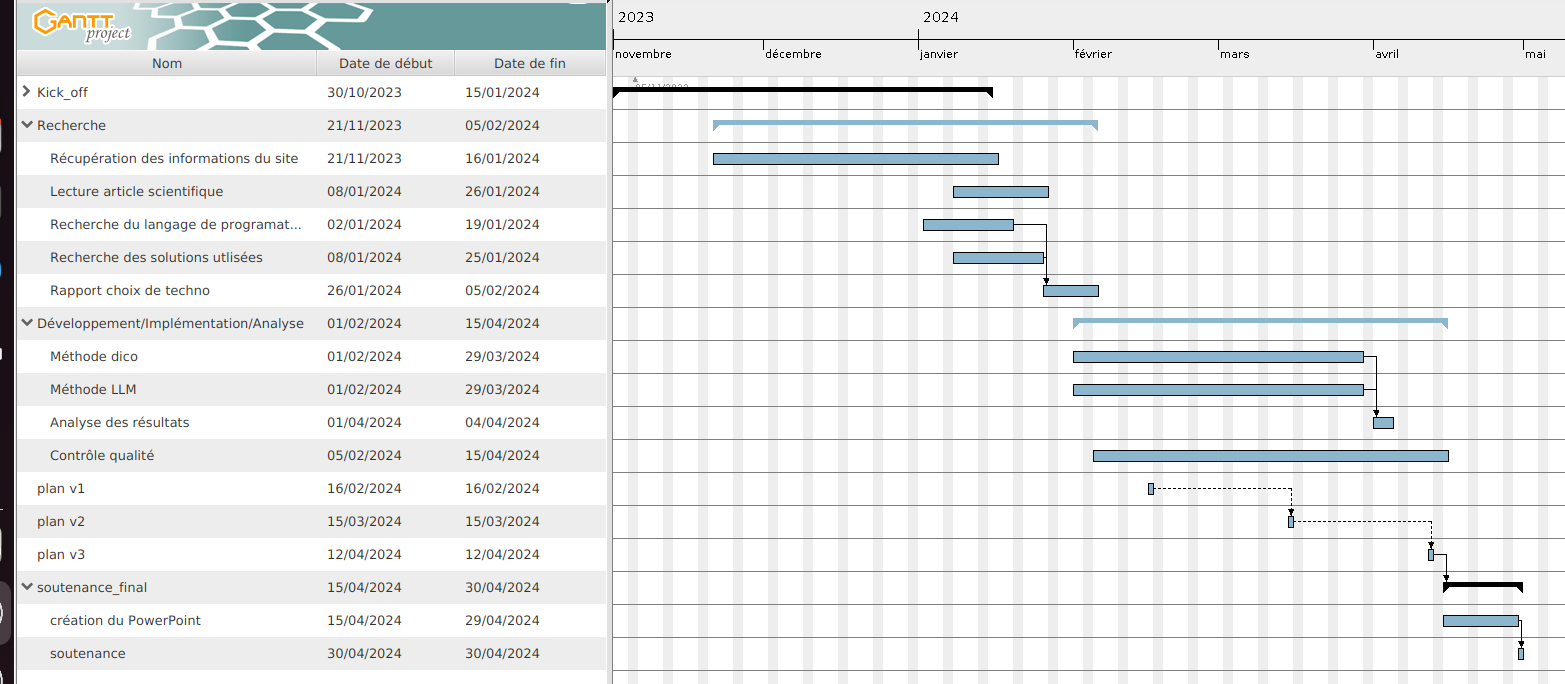 GANTT
project
2023 2024
novembre décembre janvier février mars avril mai
Nom Date de début Date de fin
Kick_off 30/10/2023 15/01/2024
Recherche 21/11/2023 05/02/2024
Récupération des informations du site 21/11/2023 16/01/2024
Lecture article scientifique 08/01/2024 26/01/2024
Recherche du langage de programat... 02/01/2024 19/01/2024
Recherche des solutions utlisées 08/01/2024 25/01/2024
Rapport choix de techno 26/01/2024 05/02/2024
Développement/Implémentation/Analyse 01/02/2024 15/04/2024
Méthode dico 01/02/2024 29/03/2024
Méthode LLM 01/02/2024 29/03/2024
Analyse des résultats 01/04/2024 04/04/2024
Contrôle qualité 05/02/2024 15/04/2024
plan v1 16/02/2024 16/02/2024
plan v2 15/03/2024 15/03/2024
plan v3 12/04/2024 12/04/2024
soutenance_final 15/04/2024 30/04/2024
création du PowerPoint 15/04/2024 29/04/2024
soutenance 30/04/2024 30/04/2024